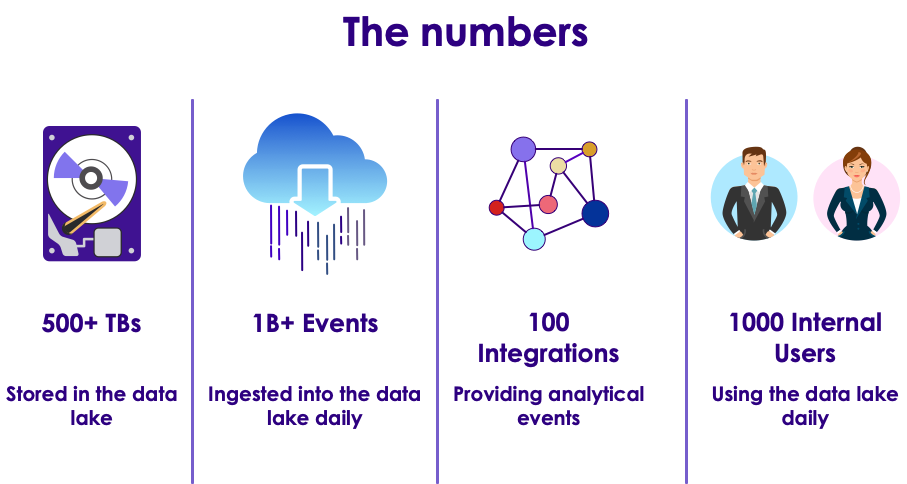 The numbers
500+ TBs
Stored in the data
lake
1B+ Events
Ingested into the data
lake daily
100
Integrations
Providing analytical
events
1000 Internal
Users
Using the data lake
daily